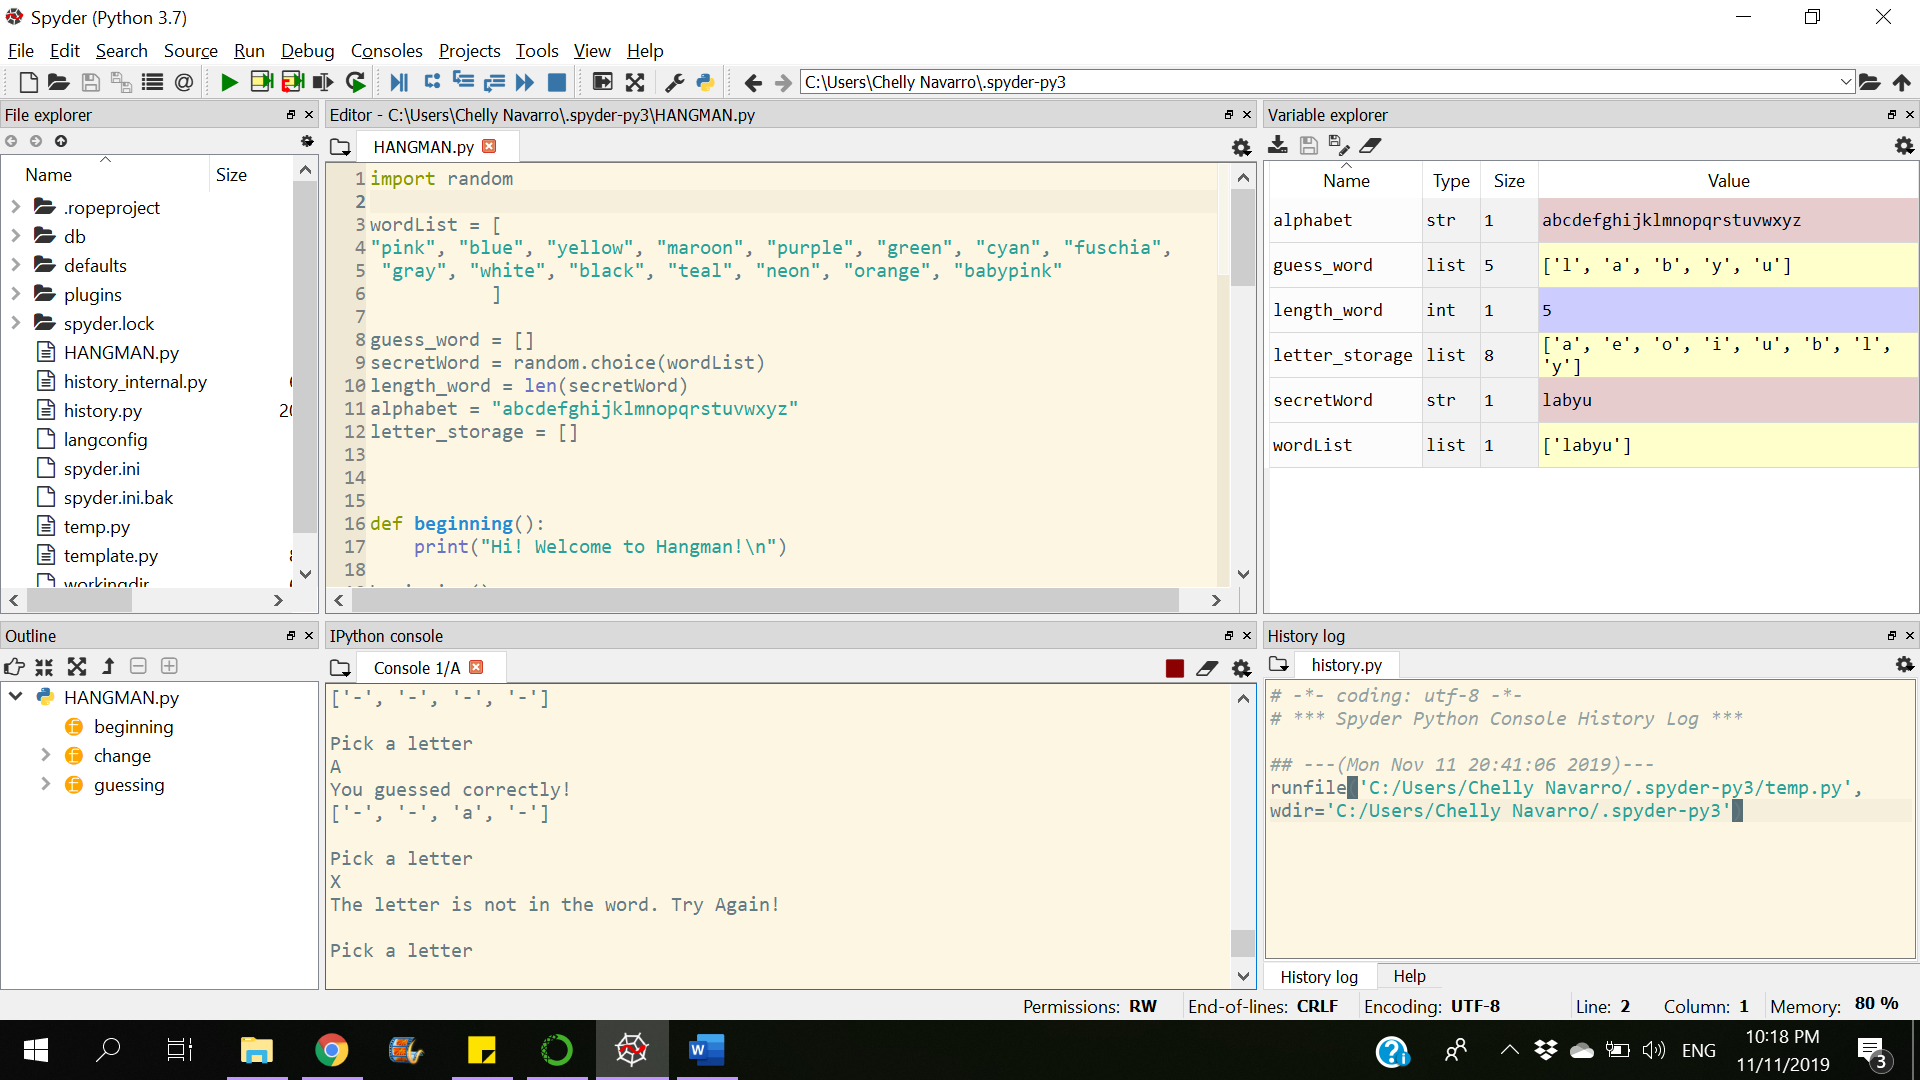 Spyder (Python 3.7)
File Edit Search Source Run Debug Consoles Projects Tools View Help
C:\Users\Chelly Navarro\.spyder-py3
File explorer
Name Size
.ropeproject
db
defaults
plugins
spyder.lock
HANGMAN.py
history_internal.py
history.py
langconfig
spyder.ini
spyder.ini.bak
temp.py
template.py
workingdir
Outline
HANGMAN.py
beginning
change
guessing
Editor - C:\Users\Chelly Navarro\.spyder-py3\HANGMAN.py
HANGMAN.py
1 import random
2
3 wordList = [
4 "pink", "blue", "yellow", "maroon", "purple", "green", "cyan", "fuschia",
5 "gray", "white", "black", "teal", "neon", "orange", "babypink"
6 ]
7
8 guess_word = []
9 secretWord = random.choice(wordList)
10 length_word = len(secretWord)
11 alphabet = "abcdefghijklmnopqrstuvwxyz"
12 letter_storage = []
13
14
15
16 def beginning():
17 print("Hi! Welcome to Hangman!\n")
18
IPython console
Console 1/A
['-', '-', '-', '-']
Pick a letter
A
You guessed correctly!
['-', '-', 'a', '-']
Pick a letter
X
The letter is not in the word. Try Again!
Pick a letter
Variable explorer
Name Type Size Value
alphabet str 1 abcdefghijklmnopqrstuvwxyz
guess_word list 5 ['l', 'a', 'b', 'y', 'u']
length_word int 1 5
letter_storage list 8 ['a', 'e', 'o', 'i', 'u', 'b', 'l',
'y']
secretWord str 1 labyu
wordList list 1 ['labyu']
History log
history.py
# -*- coding: utf-8 -*-
# *** Spyder Python Console History Log ***
## ---(Mon Nov 11 20:41:06 2019)---
runfile('C:/Users/Chelly Navarro/.spyder-py3/temp.py',
wdir='C:/Users/Chelly Navarro/.spyder-py3')
History log Help
Permissions: RW End-of-lines: CRLF Encoding: UTF-8 Line: 2 Column: 1 Memory: 80 %
ENG
10:18 PM
11/11/2019
3